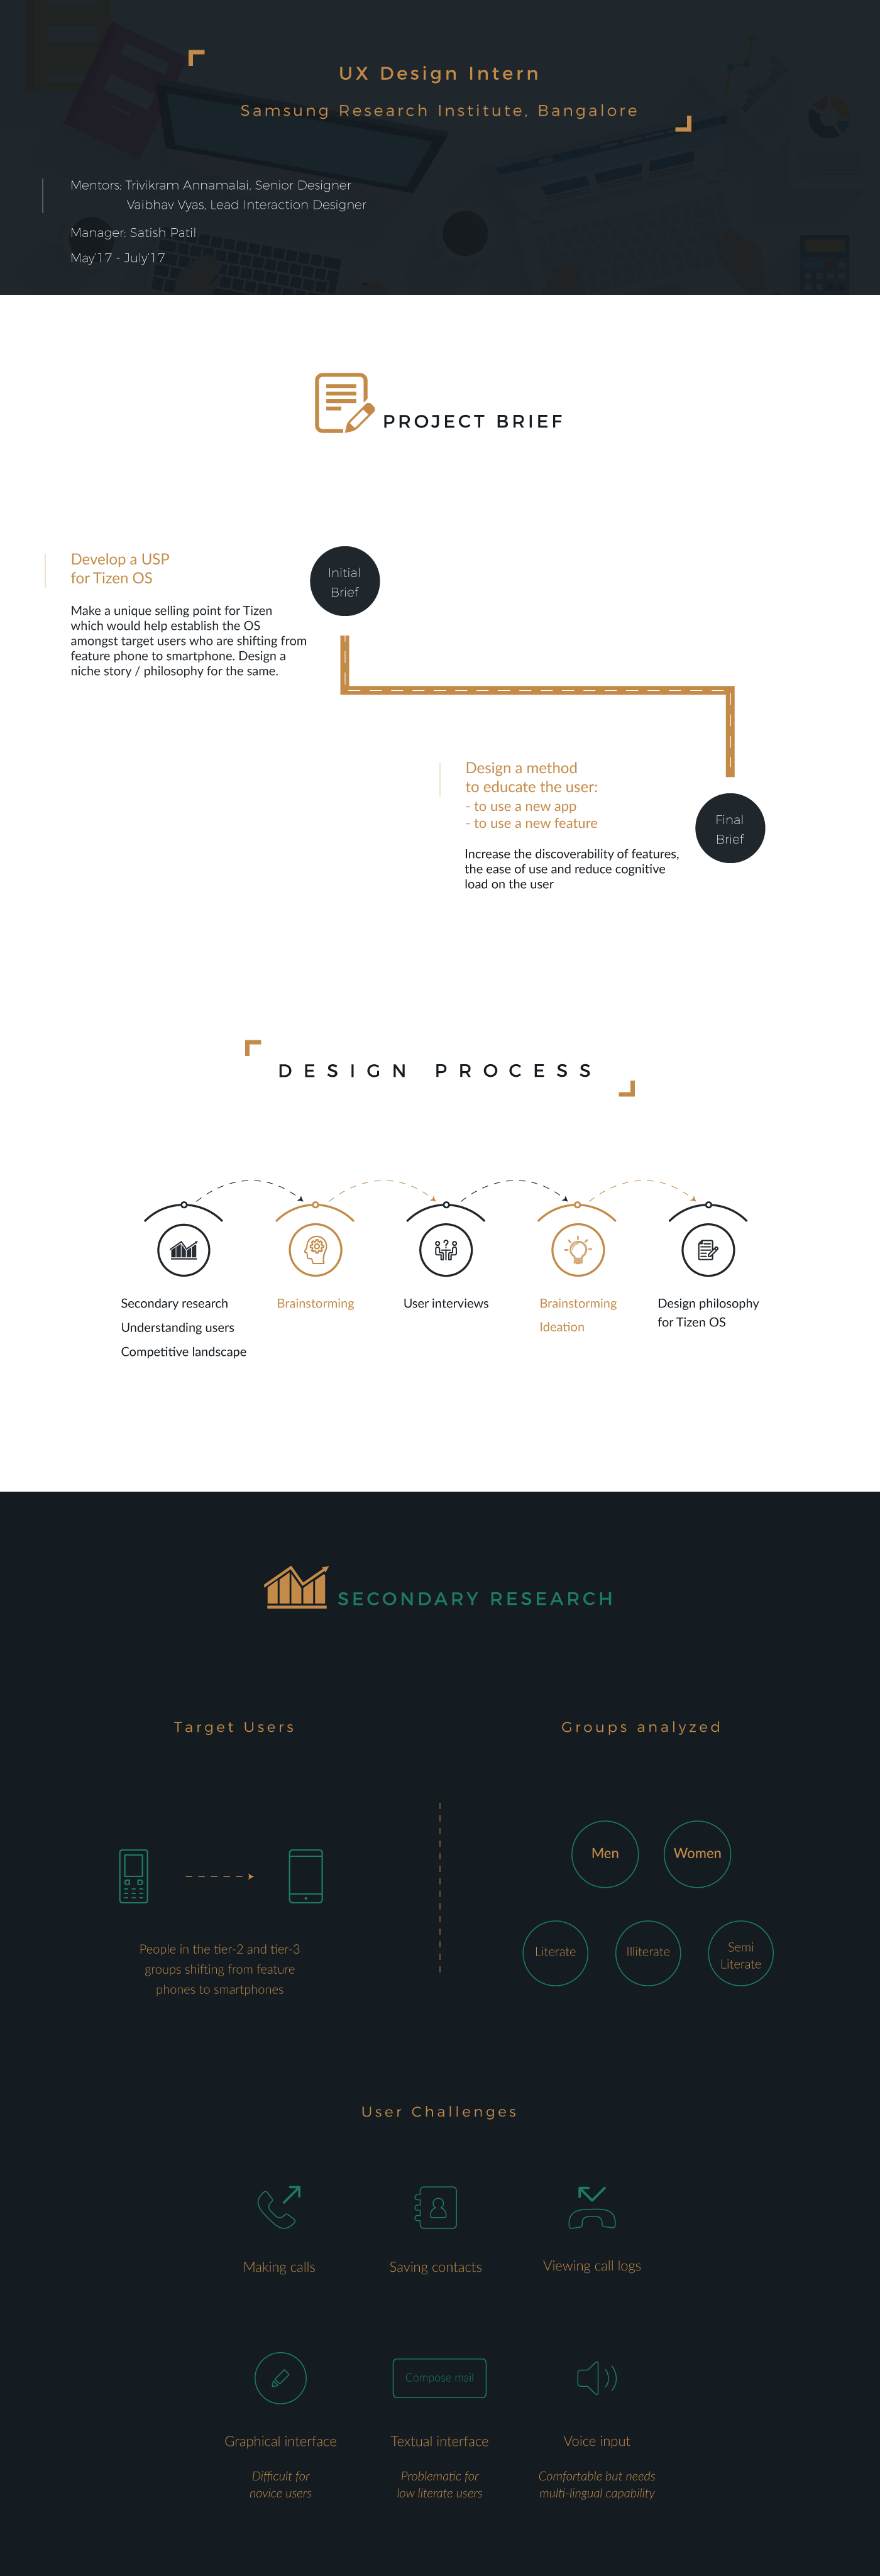 UX Design Intern
Samsung Research Institute, Bangalore
Mentors: Trivikram Annamalai, Senior Designer
Vaibhav Vyas, Lead Interaction Designer
Manager: Satish Patil
May'17 - July'17
PROJECT BRIEF
Develop a USP
for Tizen OS
Make a unique selling point for Tizen
which would help establish the OS
amongst target users who are shifting from
feature phone to smartphone. Design a
niche story / philosophy for the same.
Initial
Brief
Design a method
to educate the user:
- to use a new app
- to use a new feature
Increase the discoverability of features,
the ease of use and reduce cognitive
load on the user
Final
Brief
DESIGN PROCESS
Secondary research
Understanding users
Competitive landscape
Brainstorming
User interviews
Brainstorming
Ideation
Design philosophy
for Tizen OS
SECONDARY RESEARCH
Target Users
People in the tier-2 and tier-3
groups shifting from feature
phones to smartphones
Groups analyzed
Men
Women
Literate
Illiterate
Semi
Literate
User Challenges
Making calls
Saving contacts
Viewing call logs
Compose mail
Graphical interface
Textual interface
Voice input
Difficult for
novice users
Problematic for
low literate users
Comfortable but needs
multi-lingual capability